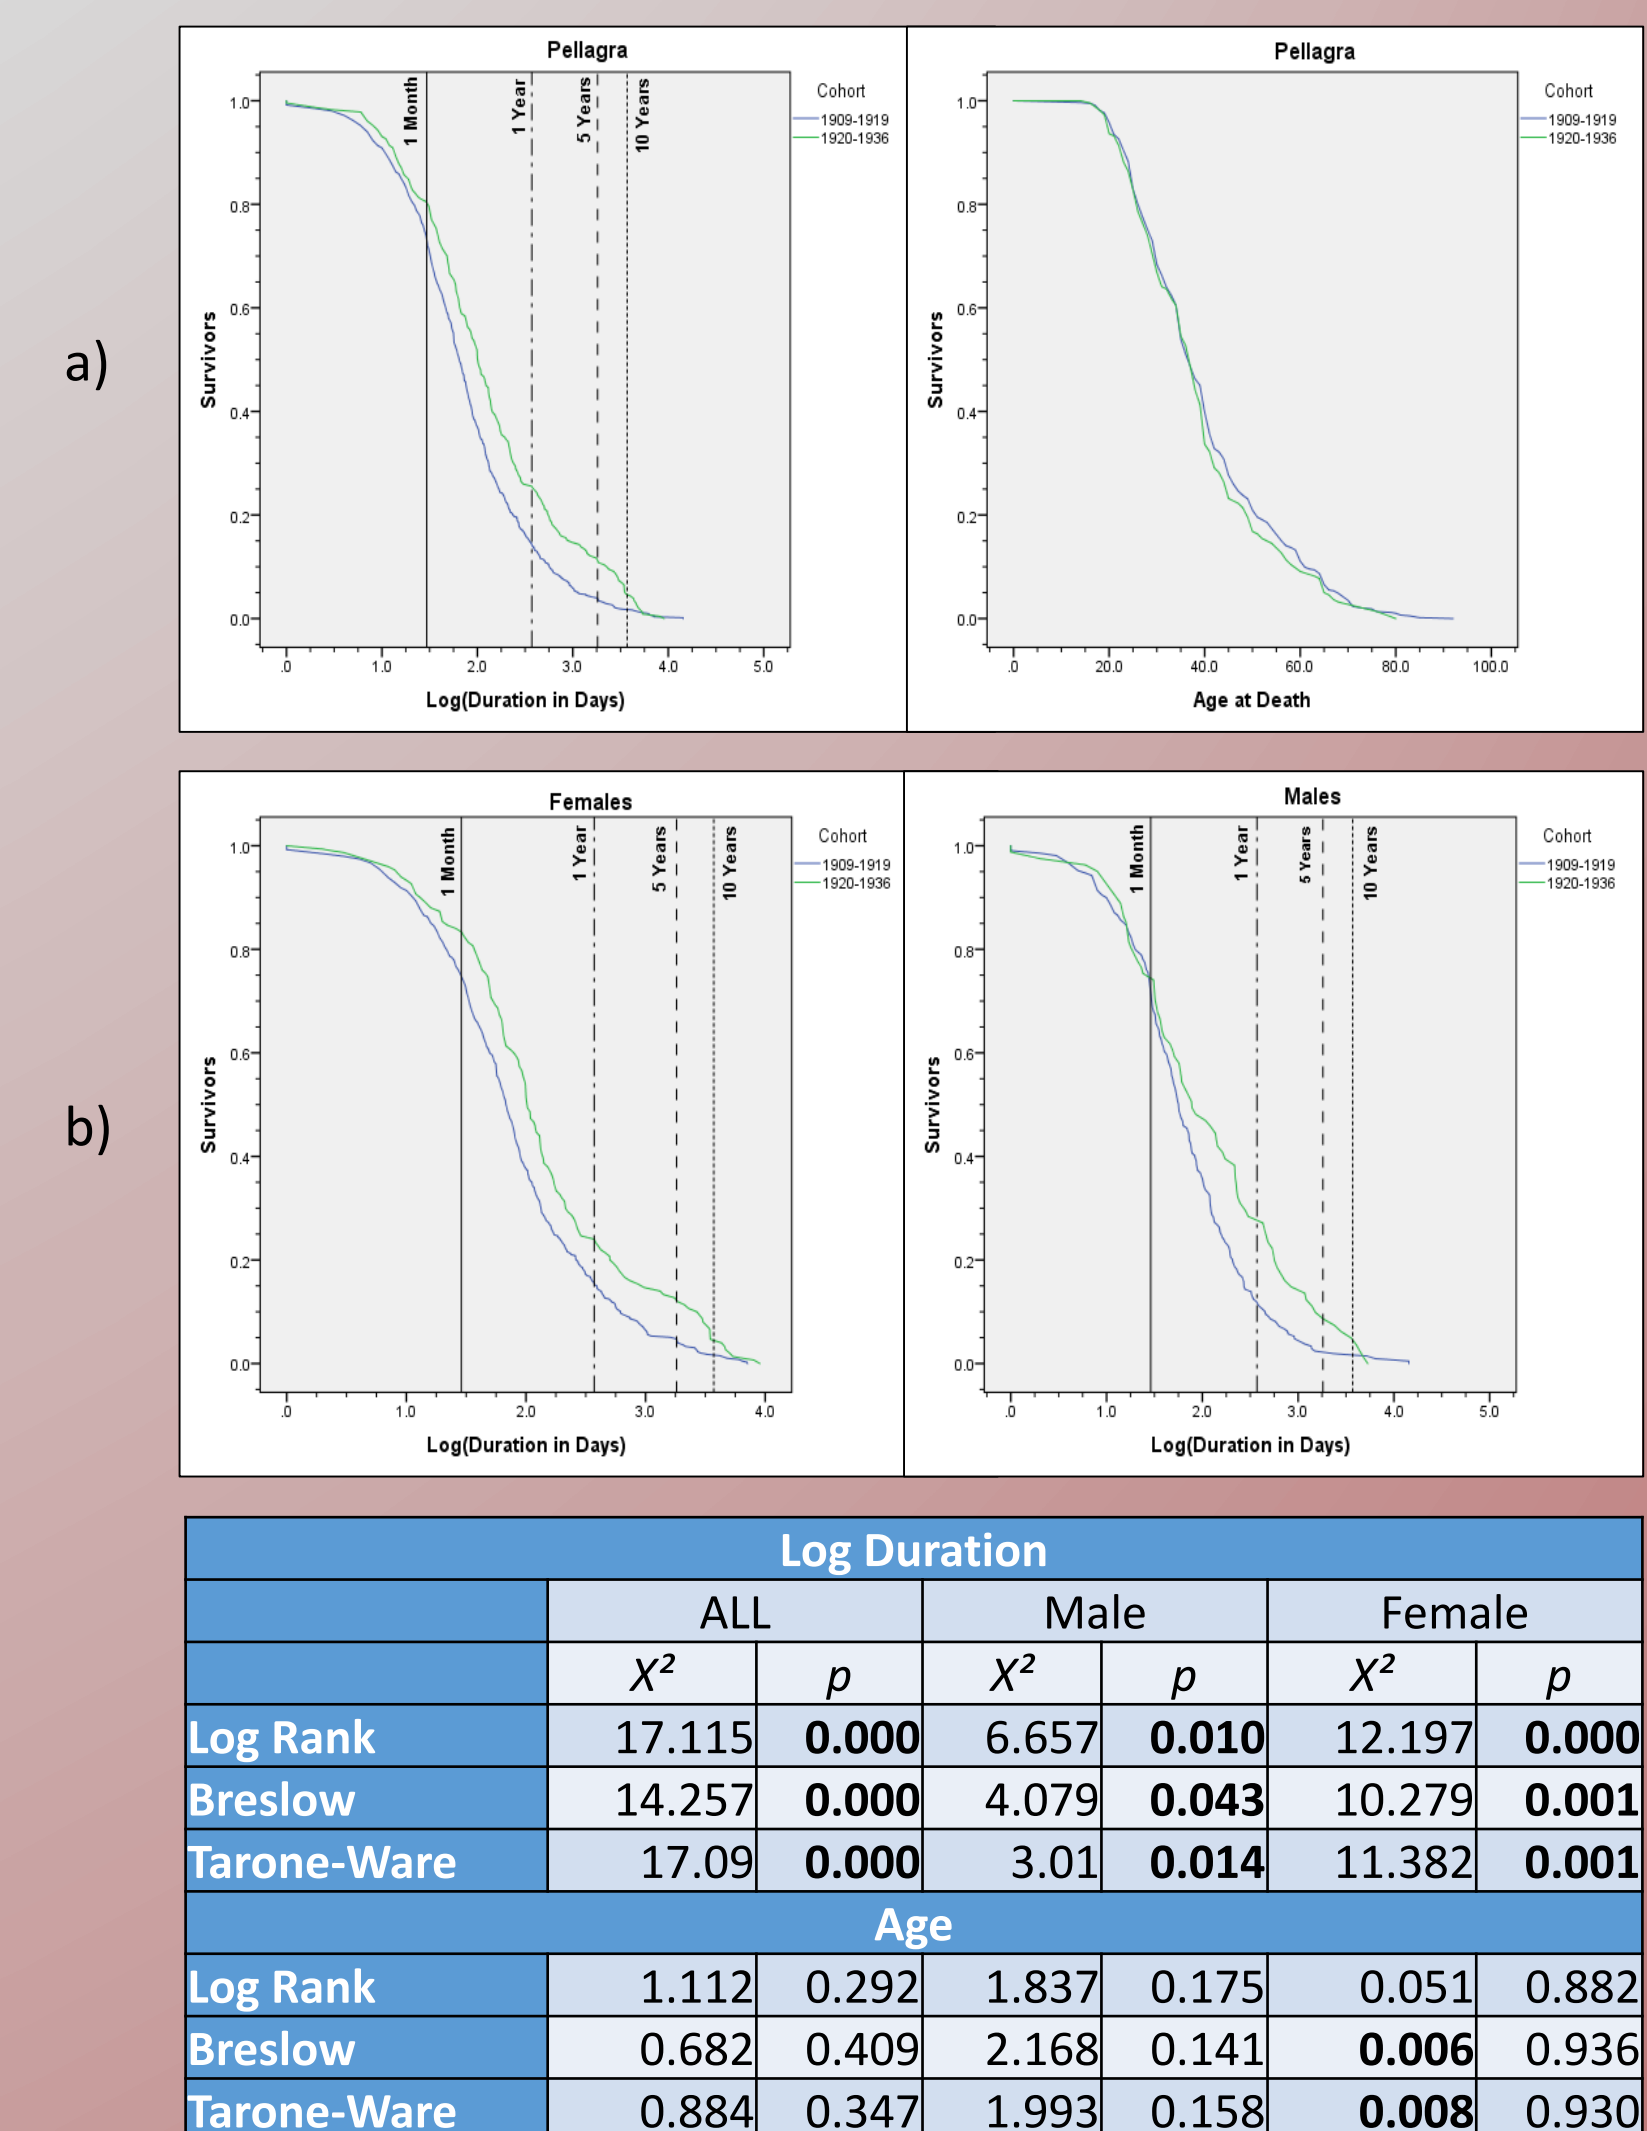 a)
Pellagra
1 Month
1 Year
5 Years
10 Years
Cohort
1909-1919
1920-1936
Survivors
1.0
0.8
0.6
0.4
0.2
0.0
.0 1.0 2.0 3.0 4.0 5.0
Log(Duration in Days)
Pellagra
Cohort
1909-1919
1920-1936
Survivors
1.0
0.8
0.6
0.4
0.2
0.0
.0 20.0 40.0 60.0 80.0 100.0
Age at Death
b)
Females
1 Month
1 Year
5 Years
10 Years
Cohort
1909-1919
1920-1936
Survivors
1.0
0.8
0.6
0.4
0.2
0.0
.0 1.0 2.0 3.0 4.0
Log(Duration in Days)
Males
1 Month
1 Year
5 Years
10 Years
Cohort
1909-1919
1920-1936
Survivors
1.0
0.8
0.6
0.4
0.2
0.0
.0 1.0 2.0 3.0 4.0 5.0
Log(Duration in Days)
Log Duration
ALL Male Female
X² p X² p X² p
Log Rank 17.115 0.000 6.657 0.010 12.197 0.000
Breslow 14.257 0.000 4.079 0.043 10.279 0.001
Tarone-Ware 17.09 0.000 3.01 0.014 11.382 0.001
Age
Log Rank 1.112 0.292 1.837 0.175 0.051 0.882
Breslow 0.682 0.409 2.168 0.141 0.006 0.936
Tarone-Ware 0.884 0.347 1.993 0.158 0.008 0.930